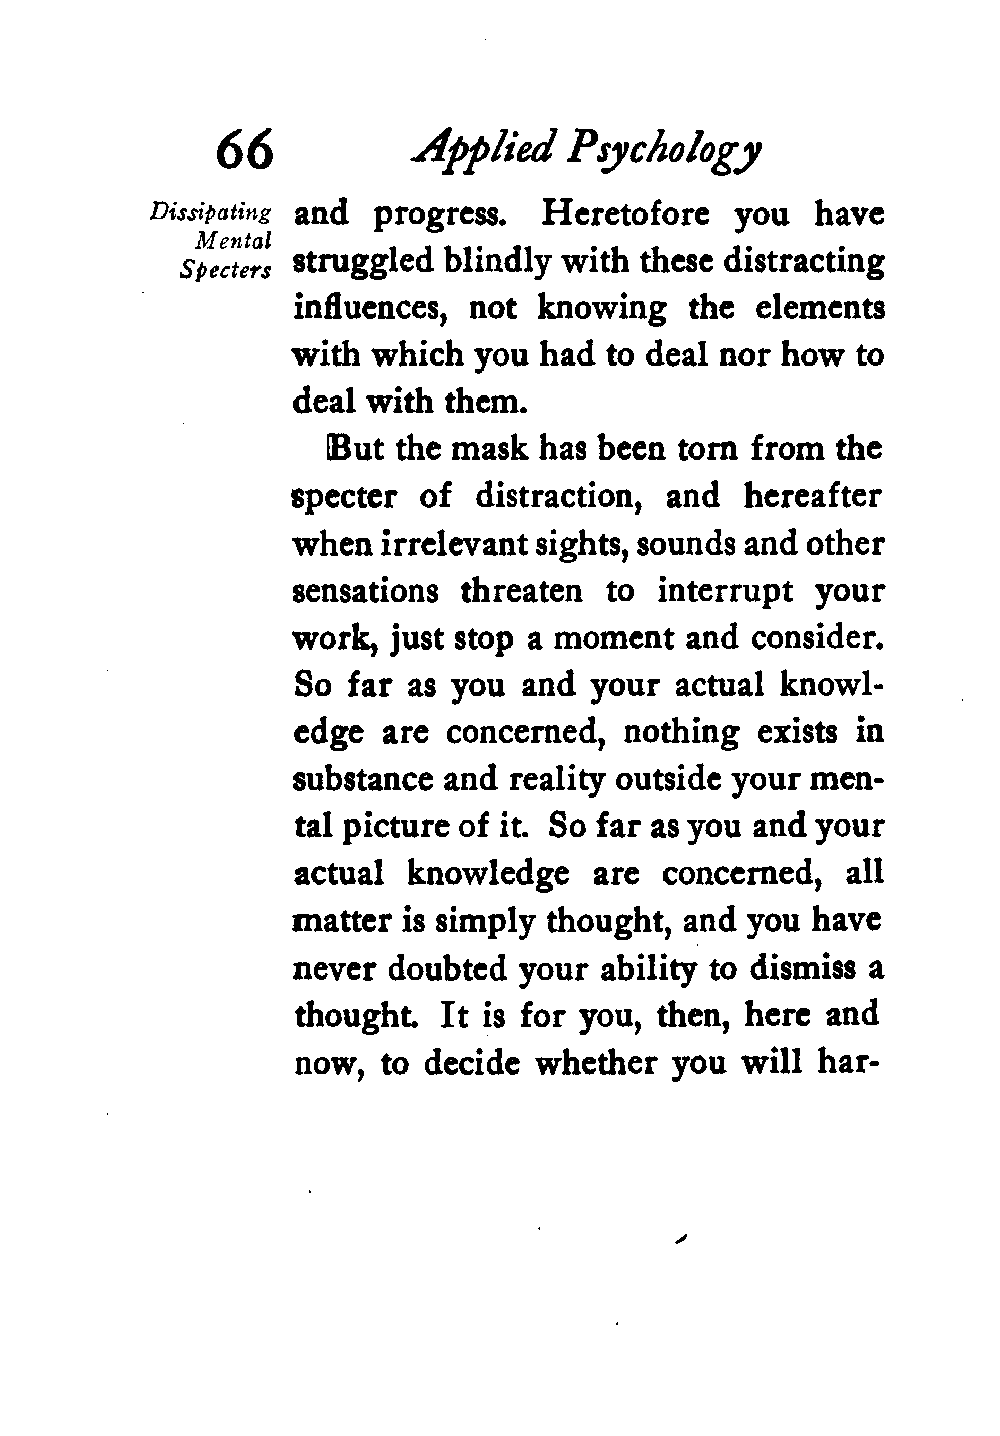 66 Applied Psychology
Dissipating
Mental
Specters
and progress. Heretofore you have
struggled blindly with these distracting
influences, not knowing the elements
with which you had to deal nor how to
deal with them.
But the mask has been torn from the
specter of distraction, and hereafter
when irrelevant sights, sounds and other
sensations threaten to interrupt your
work, just stop a moment and consider.
So far as you and your actual knowl-
edge are concerned, nothing exists in
substance and reality outside your men-
tal picture of it. So far as you and your
actual knowledge are concerned, all
matter is simply thought, and you have
never doubted your ability to dismiss a
thought. It is for you, then, here and
now, to decide whether you will har-